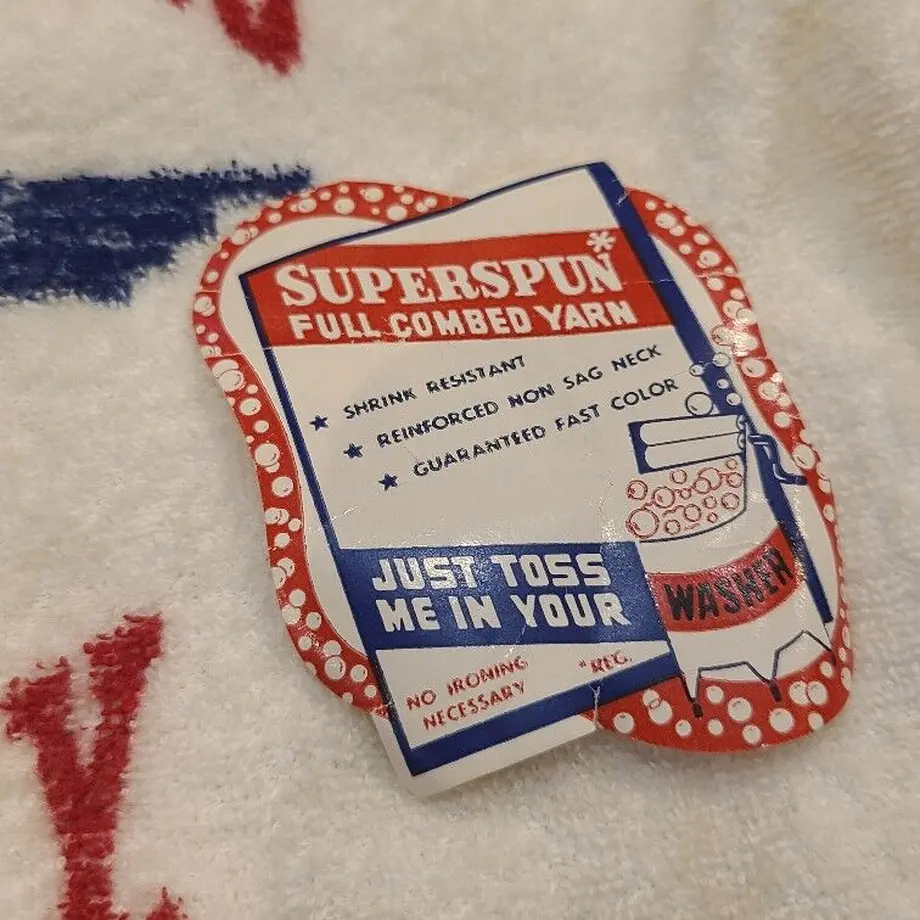 SUPERSPUN*
FULL COMBED YARN
★ SHRINK RESISTANT
★ REINFORCED NON SAG NECK
★ GUARANTEED FAST COLOR
JUST TOSS
ME IN YOUR
WASHER
NO IRONING
NECESSARY
*REG.